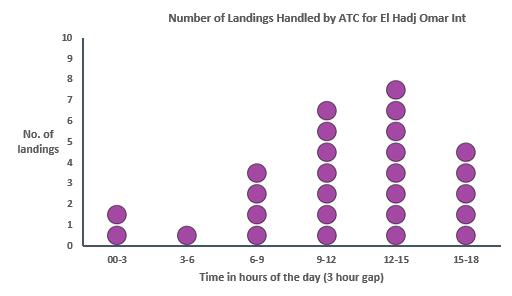 Number of Landings Handled by ATC for El Hadj Omar Int
10
9
8
7
6
5
4
3
2
1
0
No. of
landings
00-3 3-6 6-9 9-12 12-15 15-18
Time in hours of the day (3 hour gap)